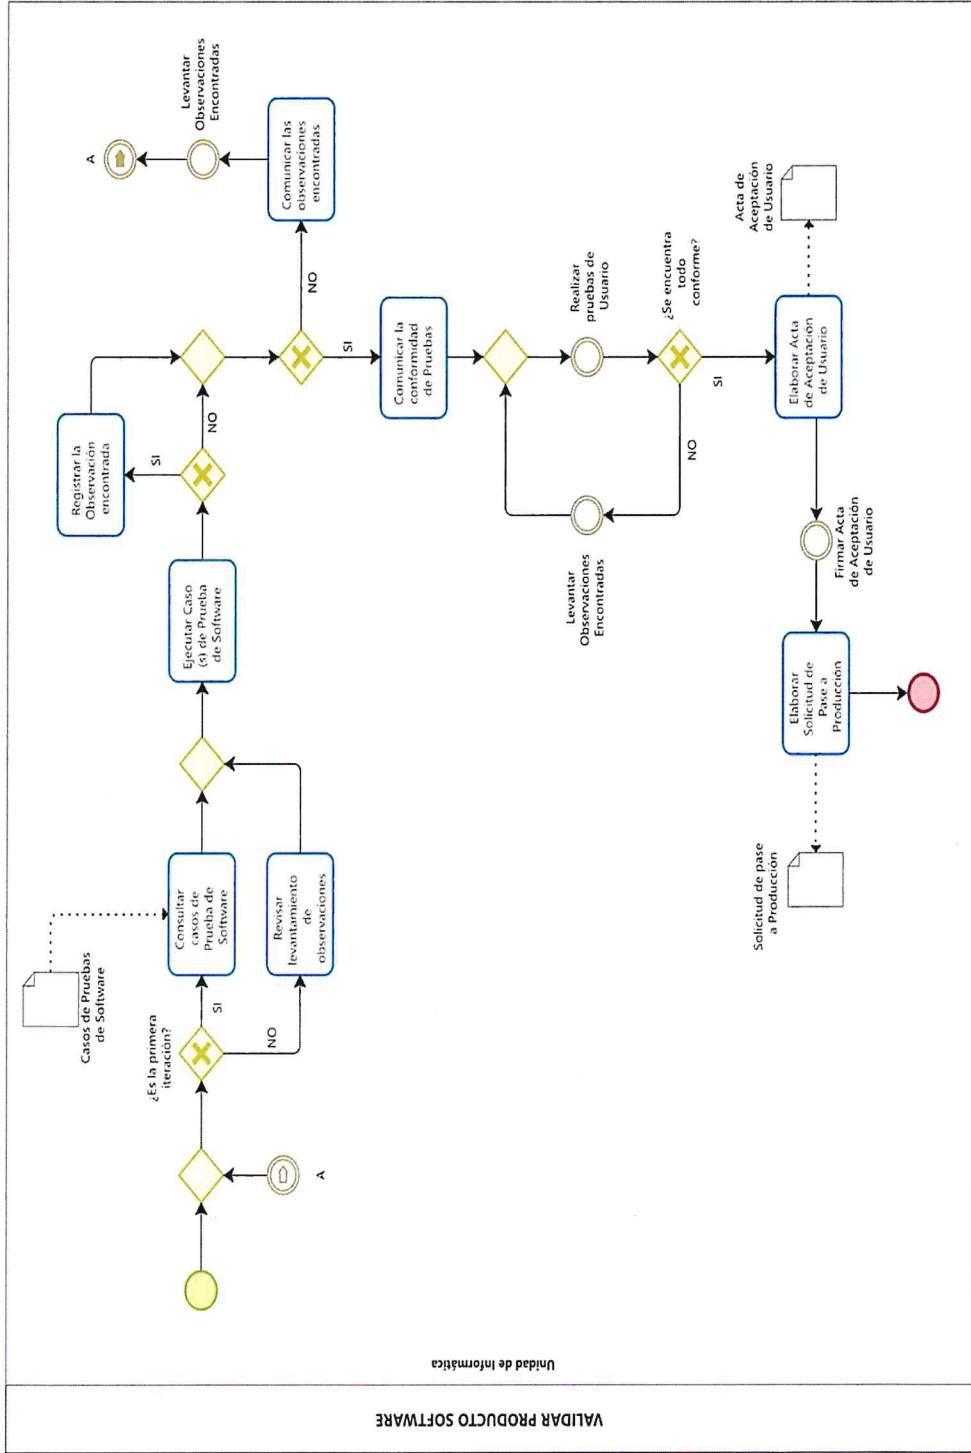 VALIDAR PRODUCTO SOFTWARE
Unidad de Informática
A
¿Es la primera
iteración?
SI
NO
Casos de Pruebas
de Software
Consultar
casos de
Prueba de
Software
Revisar
levantamiento
de
observaciones
Ejecutar Caso
(s) de Prueba
de Software
SI
NO
Registrar la
Observación
encontrada
NO
SI
Comunicar las
observaciones
encontradas
Levantar
Observaciones
Encontradas
A
Comunicar la
conformidad
de Pruebas
Realizar
pruebas de
Usuario
¿Se encuentra
todo
conforme?
NO
SI
Levantar
Observaciones
Encontradas
Elaborar Acta
de Aceptación
de Usuario
Acta de
Aceptación
de Usuario
Firmar Acta
de Aceptación
de Usuario
Elaborar
Solicitud de
Pase a
Producción
Solicitud de pase
a Producción